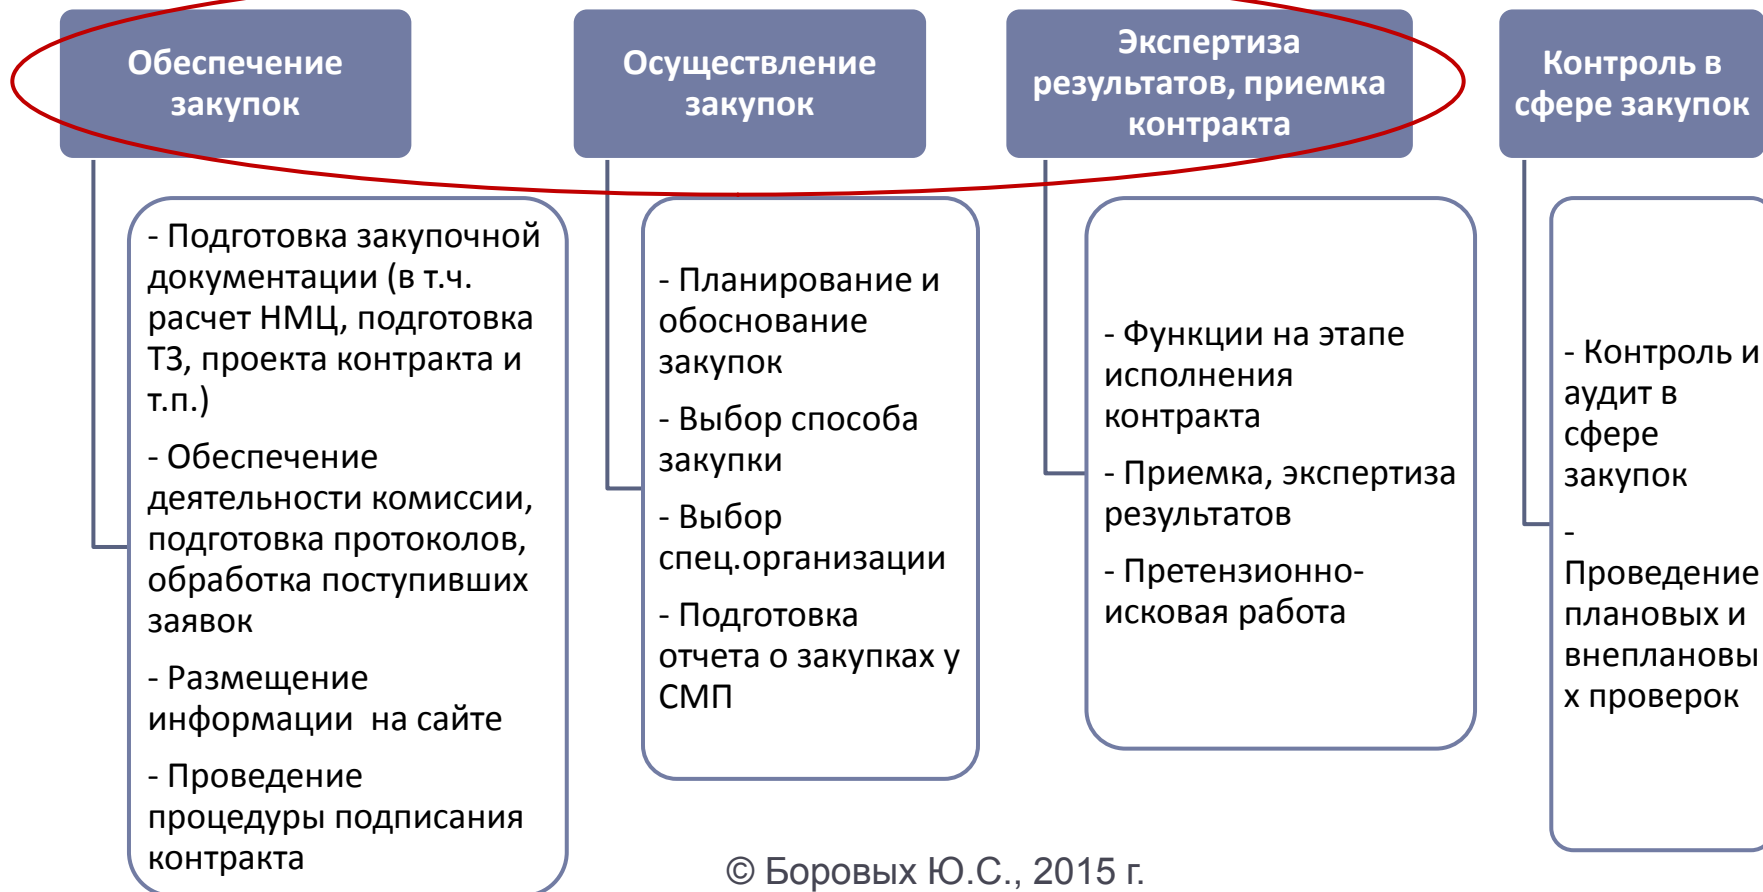 Обеспечение
закупок
- Подготовка закупочной
документации (в т.ч.
расчет НМЦ, подготовка
ТЗ, проекта контракта и
т.п.)
- Обеспечение
деятельности комиссии,
подготовка протоколов,
обработка поступивших
заявок
- Размещение
информации  на сайте
- Проведение
процедуры подписания
контракта
Осуществление
закупок
- Планирование и
обоснование
закупок
- Выбор способа
закупки
- Выбор
спец.организации
- Подготовка
отчета о закупках у
СМП
Экспертиза
результатов, приемка
контракта
- Функции на этапе
исполнения
контракта
- Приемка, экспертиза
результатов
- Претензионно-
исковая работа
Контроль в
сфере закупок
- Контроль и
аудит в
сфере
закупок
-
Проведение
плановых и
внеплановы
х проверок
© Боровых Ю.С., 2015 г.